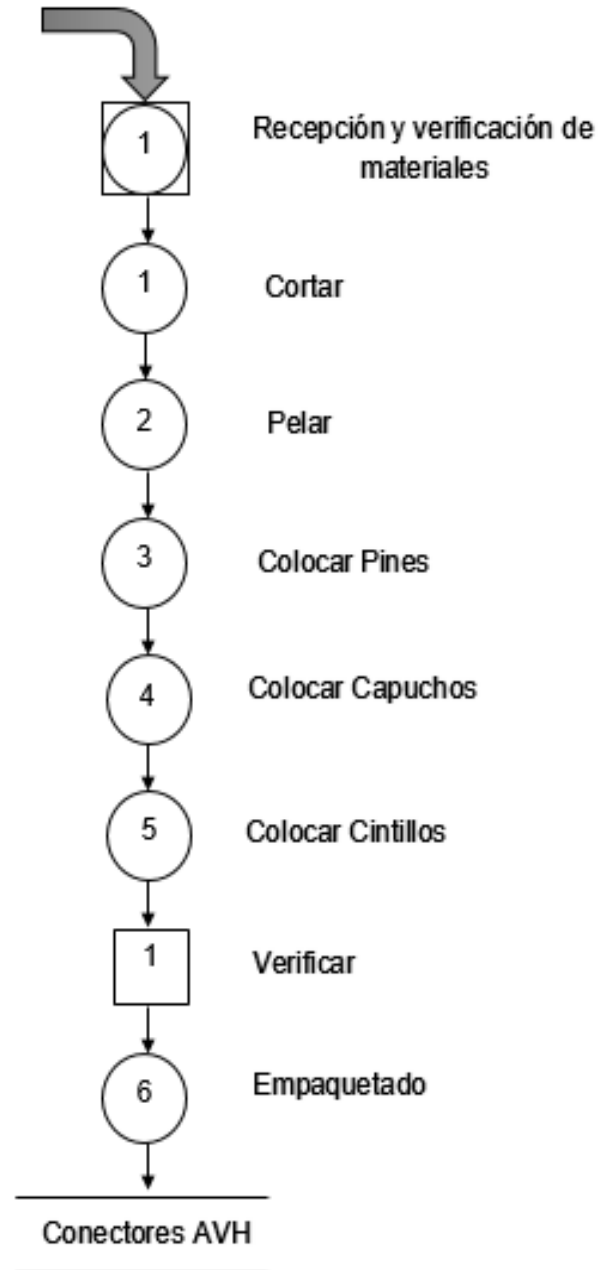 1
Recepción y verificación de
materiales
1
Cortar
2
Pelar
3
Colocar Pines
4
Colocar Capuchos
5
Colocar Cintillos
1
Verificar
6
Empaquetado
Conectores AVH